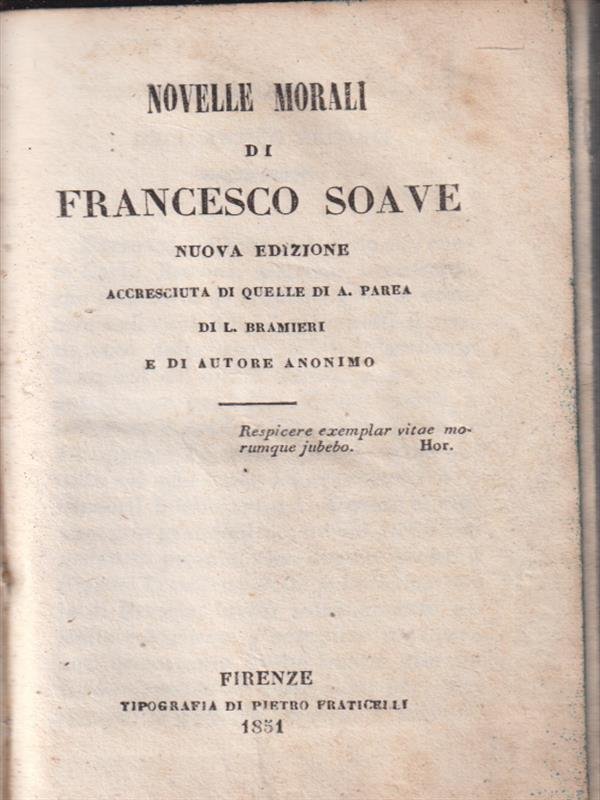 NOVELLE MORALI
DI
FRANCESCO SOAVE
NUOVA EDIZIONE
ACCRESCIUTA DI QUELLE DI A. PAREA
DI L. BRAMIERI
E DI AUTORE ANONIMO
Respicere exemplar vitae mo-
rumque jubebo. Hor.
FIRENZE
TIPOGRAFIA DI PIETRO FRATICELLI
1851